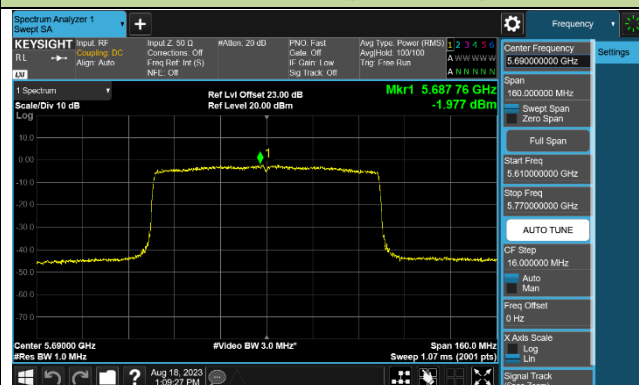 Spectrum Analyzer 1
Swept SA
Frequency
KEYSIGHT
Input: RF
Coupling: DC
Align: Auto
Input Z: 50 Ω
Corrections: Off
Freq Ref: Int (S)
NFE: Off
#Atten: 20 dB
PNO: Fast
Gate: Off
IF Gain: Low
Sig Track: Off
Avg Type: Power (RMS)
Avg|Hold: 100/100
Trig: Free Run
1 2 3 4 5 6
A W W W W W
A N N N N N
RL
LXI
1 Spectrum
Scale/Div 10 dB
Log
Ref Lvl Offset 23.00 dB
Ref Level 20.00 dBm
Mkr1 5.687 76 GHz
-1.977 dBm
1
10.0
0.00
-10.0
-20.0
-30.0
-40.0
-50.0
-60.0
-70.0
Center 5.69000 GHz
#Res BW 1.0 MHz
#Video BW 3.0 MHz*
Span 160.0 MHz
Sweep 1.07 ms (2001 pts)
Center Frequency
5.690000000 GHz
Settings
Span
160.000000 MHz
Swept Span
Zero Span
Full Span
Start Freq
5.610000000 GHz
Stop Freq
5.770000000 GHz
AUTO TUNE
CF Step
16.000000 MHz
Auto
Man
Freq Offset
0 Hz
X Axis Scale
Log
Lin
Signal Track
(Span Zoom)
Aug 18, 2023
1:09:27 PM